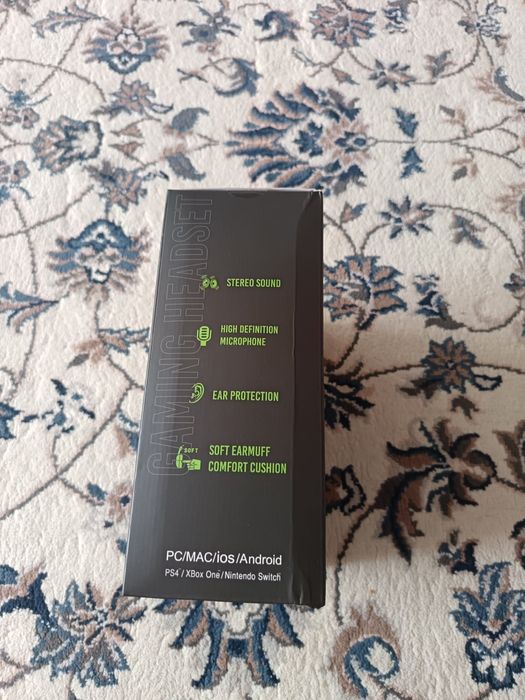 GAMING HEADSET
STEREO SOUND
HIGH DEFINITION
MICROPHONE
EAR PROTECTION
SOFT
SOFT EARMUFF
COMFORT CUSHION
PC/MAC/ios/Android
PS4/XBox One/Nintendo Switch